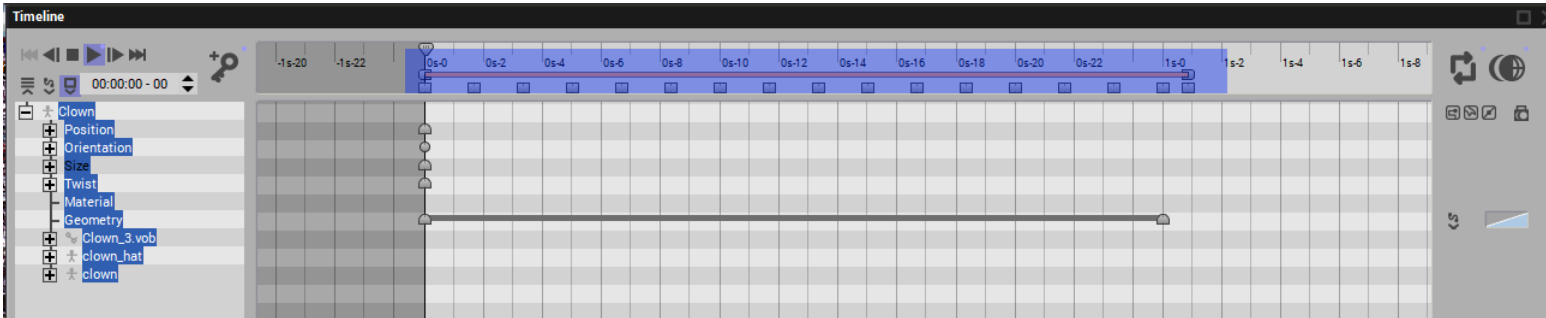 Timeline
-1s-20 -1s-22 0s-0 0s-2 0s-4 0s-6 0s-8 0s-10 0s-12 0s-14 0s-16 0s-18 0s-20 0s-22 1s-0 1s-2 1s-4 1s-6 1s-8
00:00:00 - 00
Clown
Position
Orientation
Size
Twist
Material
Geometry
Clown_3.vob
clown_hat
clown